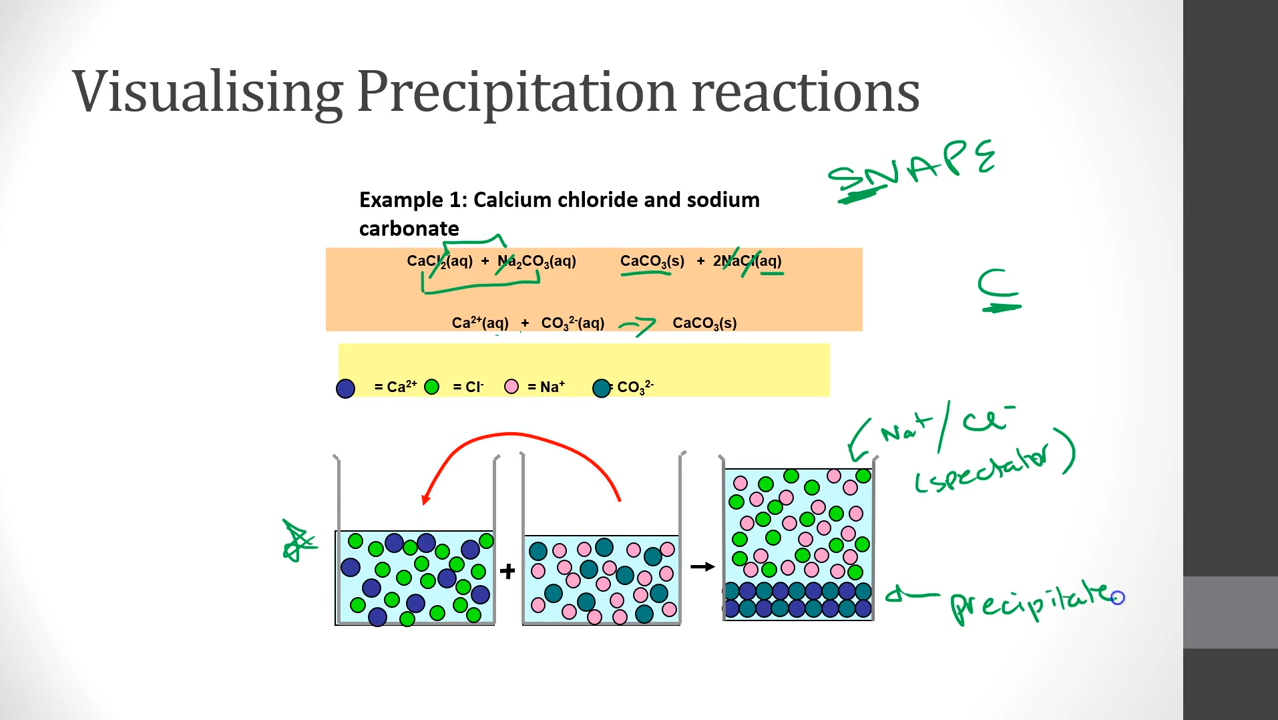 Visualising Precipitation reactions
SNAPE
Example 1: Calcium chloride and sodium
carbonate
CaCl₂(aq) + Na₂CO₃(aq) CaCO₃(s) + 2NaCl(aq)
C
Ca²⁺(aq) + CO₃²⁻(aq) → CaCO₃(s)
= Ca²⁺ = Cl⁻ = Na⁺ = CO₃²⁻
Na⁺/Cl⁻
(spectator)
+ →
precipitate